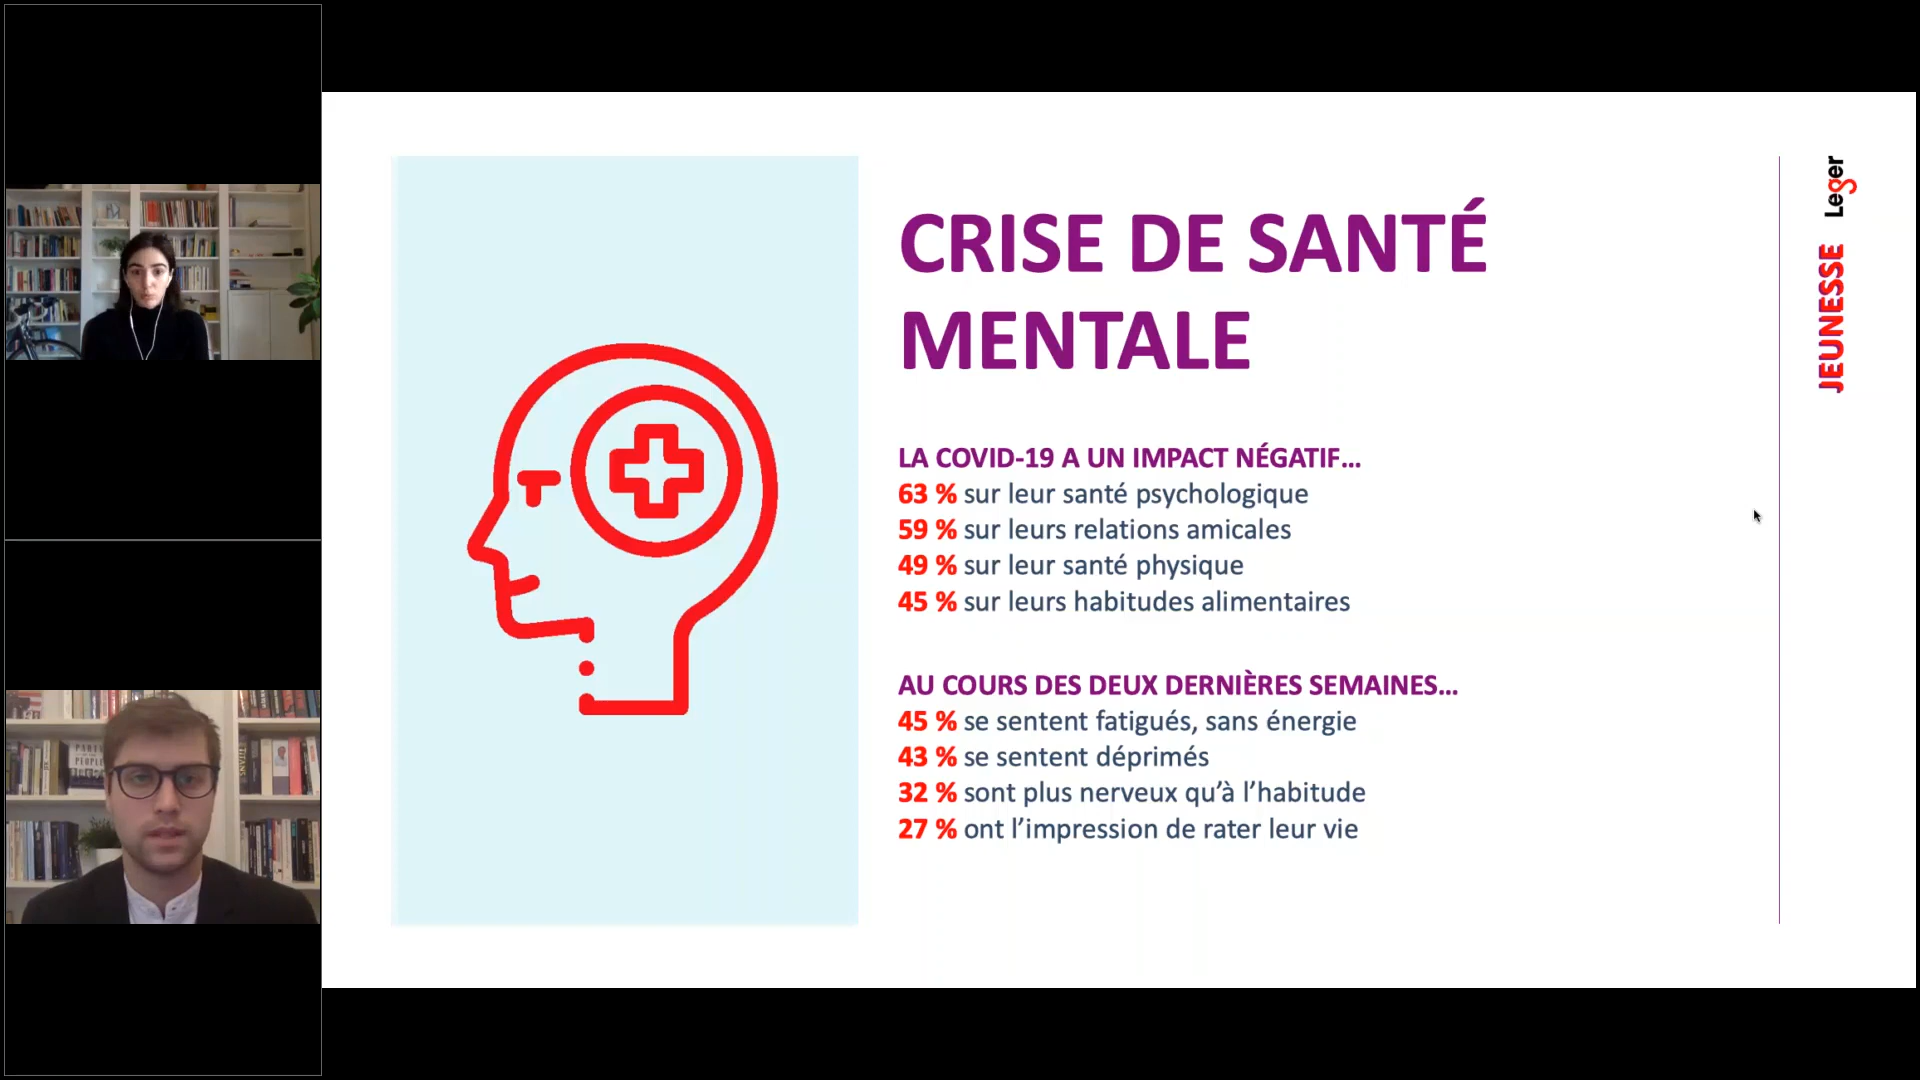 CRISE DE SANTÉ
MENTALE
LA COVID-19 A UN IMPACT NÉGATIF...
63 % sur leur santé psychologique
59 % sur leurs relations amicales
49 % sur leur santé physique
45 % sur leurs habitudes alimentaires
AU COURS DES DEUX DERNIÈRES SEMAINES...
45 % se sentent fatigués, sans énergie
43 % se sentent déprimés
32 % sont plus nerveux qu’à l’habitude
27 % ont l’impression de rater leur vie
JEUNESSE Leger
PEOPLE
TITANS